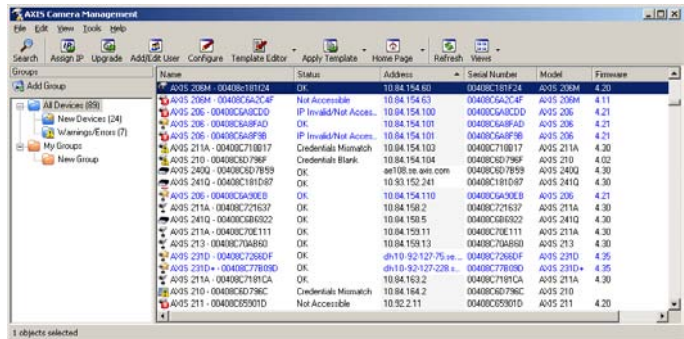 AXIS Camera Management
File Edit View Tools Help
Search Assign IP Upgrade Add/Edit User Configure Template Editor Apply Template Home Page Refresh Views
Groups
Add Group
All Devices (89)
New Devices (24)
Warnings/Errors (7)
My Groups
New Group
Name Status Address Serial Number Model Firmware
AXIS 206M - 00408c181f24 OK 10.84.154.60 00408C181F24 AXIS 206M 4.20
AXIS 206M - 00408C6A2C4F Not Accessible 10.84.154.63 00408C6A2C4F AXIS 206M 4.11
AXIS 206 - 00408C6A8CDD IP Invalid/Not Acces... 10.84.154.100 00408C6A8CDD AXIS 206 4.21
AXIS 206 - 00408C6A8FAD OK 10.84.154.101 00408C6A8FAD AXIS 206 4.21
AXIS 206 - 00408C6A8F9B IP Invalid/Not Acces... 10.84.154.101 00408C6A8F9B AXIS 206 4.21
AXIS 211A - 00408C718B17 Credentials Mismatch 10.84.154.103 00408C718B17 AXIS 211A 4.30
AXIS 210 - 00408C6D796F Credentials Blank. 10.84.154.104 00408C6D796F AXIS 210 4.02
AXIS 240Q - 00408C6D7B59 OK ae108.se.axis.com 00408C6D7B59 AXIS 240Q 4.30
AXIS 241Q - 00408C181D87 OK 10.93.152.241 00408C181D87 AXIS 241Q 4.30
AXIS 206 - 00408C6A90EB OK 10.84.154.110 00408C6A90EB AXIS 206 4.21
AXIS 211A - 00408C721637 OK 10.84.158.2 00408C721637 AXIS 211A 4.30
AXIS 241Q - 00408C6B6922 OK 10.84.158.5 00408C6B6922 AXIS 241Q 4.30
AXIS 211A - 00408C70E111 OK 10.84.159.11 00408C70E111 AXIS 211A 4.30
AXIS 213 - 00408C70AB60 OK 10.84.159.13 00408C70AB60 AXIS 213 4.30
AXIS 231D - 00408C7266DF OK dh10-92-127-75.se... 00408C7266DF AXIS 231D 4.35
AXIS 231D+ - 00408C77B09D OK dh10-92-127-228.s... 00408C77B09D AXIS 231D+ 4.35
AXIS 211A - 00408C7181CA OK 10.84.163.2 00408C7181CA AXIS 211A 4.30
AXIS 210 - 00408C6D796C Credentials Mismatch 10.84.164.2 00408C6D796C AXIS 210
AXIS 211 - 00408C65901D Not Accessible 10.92.2.11 00408C65901D AXIS 211 4.20
1 objects selected